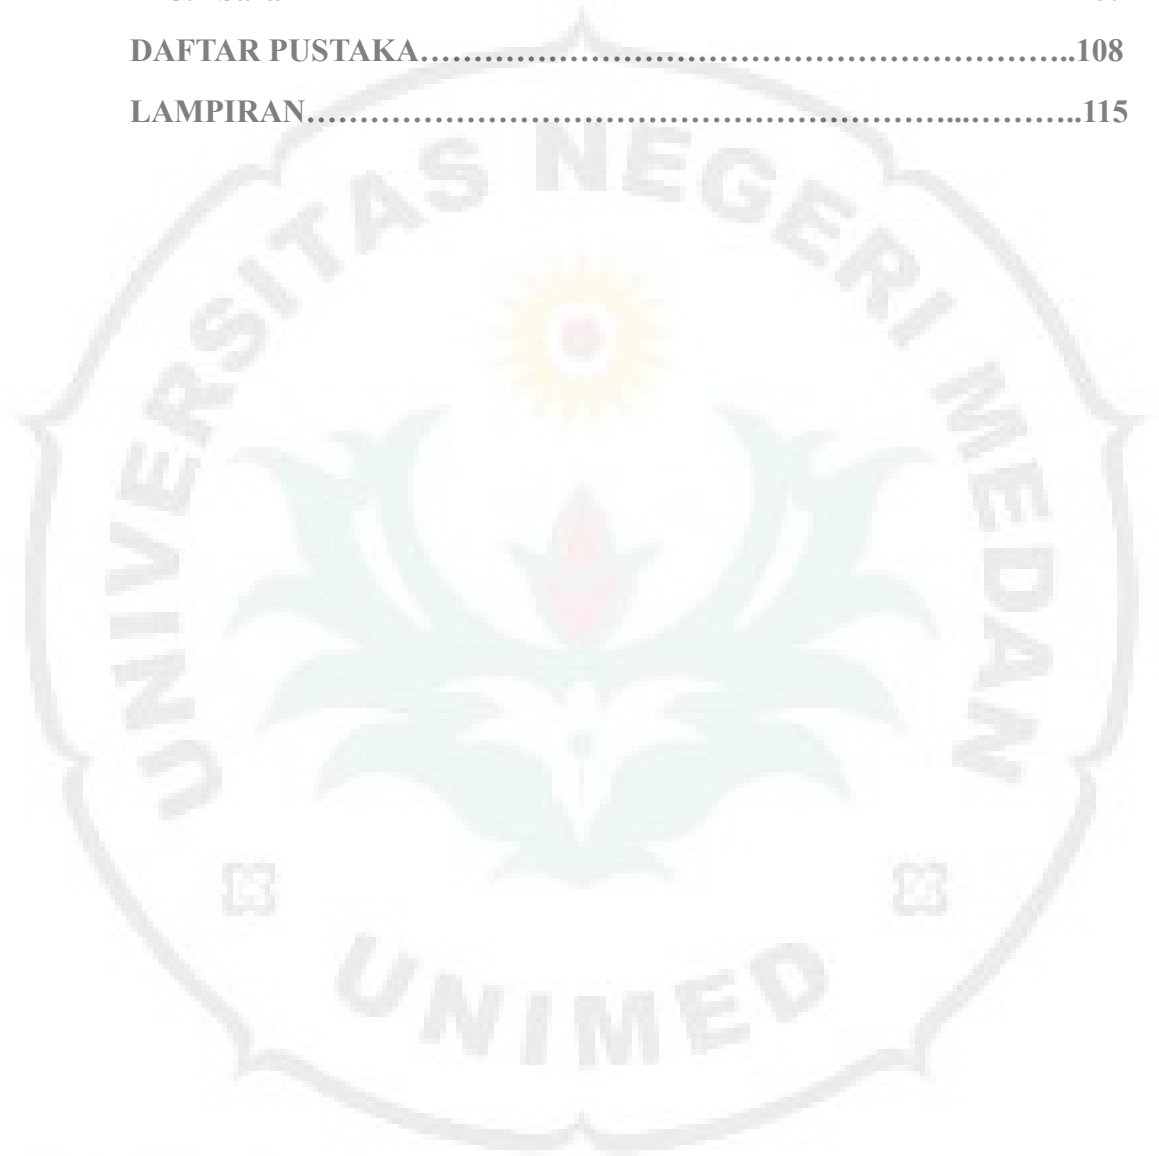 DAFTAR PUSTAKA…………………………………………………………..108
LAMPIRAN……………………………………………………...………..115
UNIVERSITAS NEGERI MEDAN
UNIMED